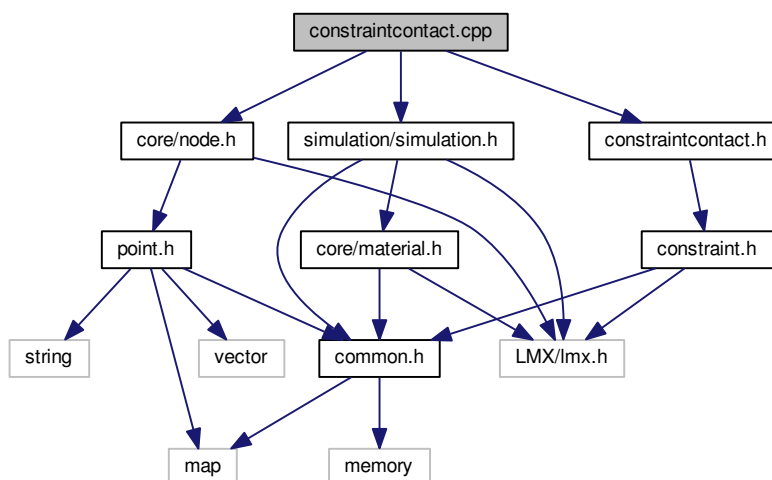 constraintcontact.cpp
core/node.h
simulation/simulation.h
constraintcontact.h
point.h
core/material.h
constraint.h
string
vector
common.h
LMX/lmx.h
map
memory